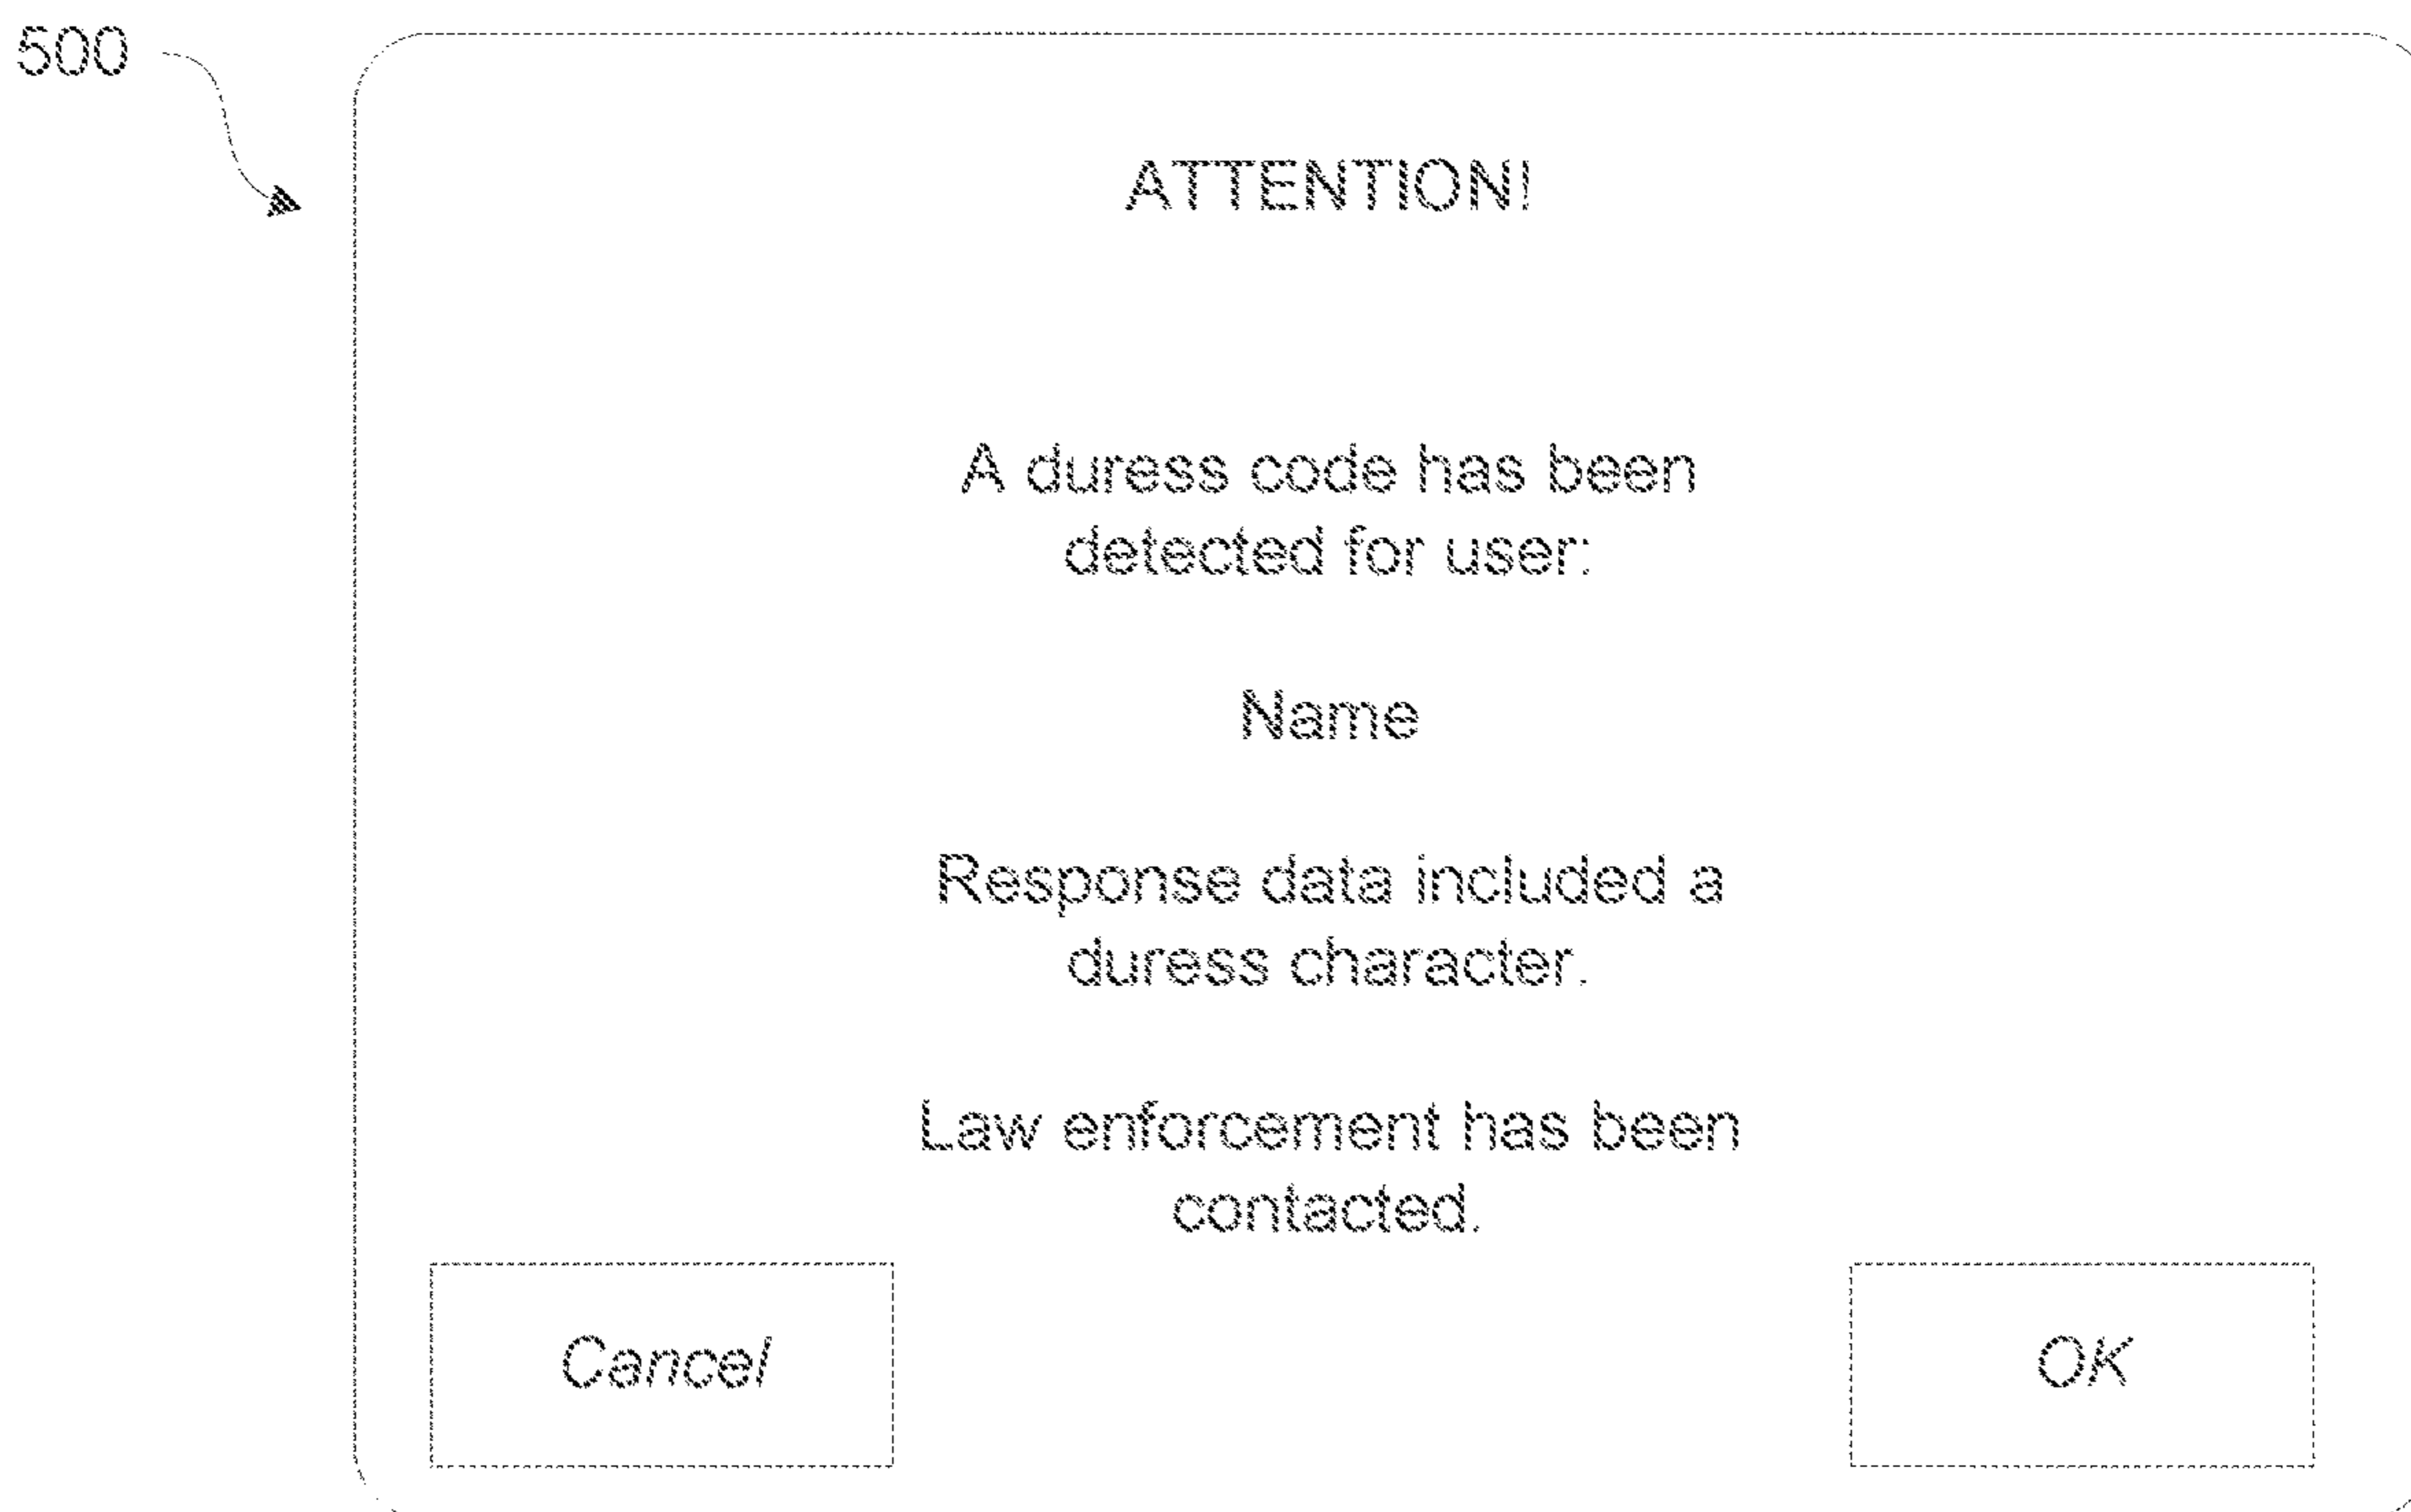 500
ATTENTION!
A duress code has been
detected for user:
Name
Response data included a
duress character.
Law enforcement has been
contacted.
Cancel
OK